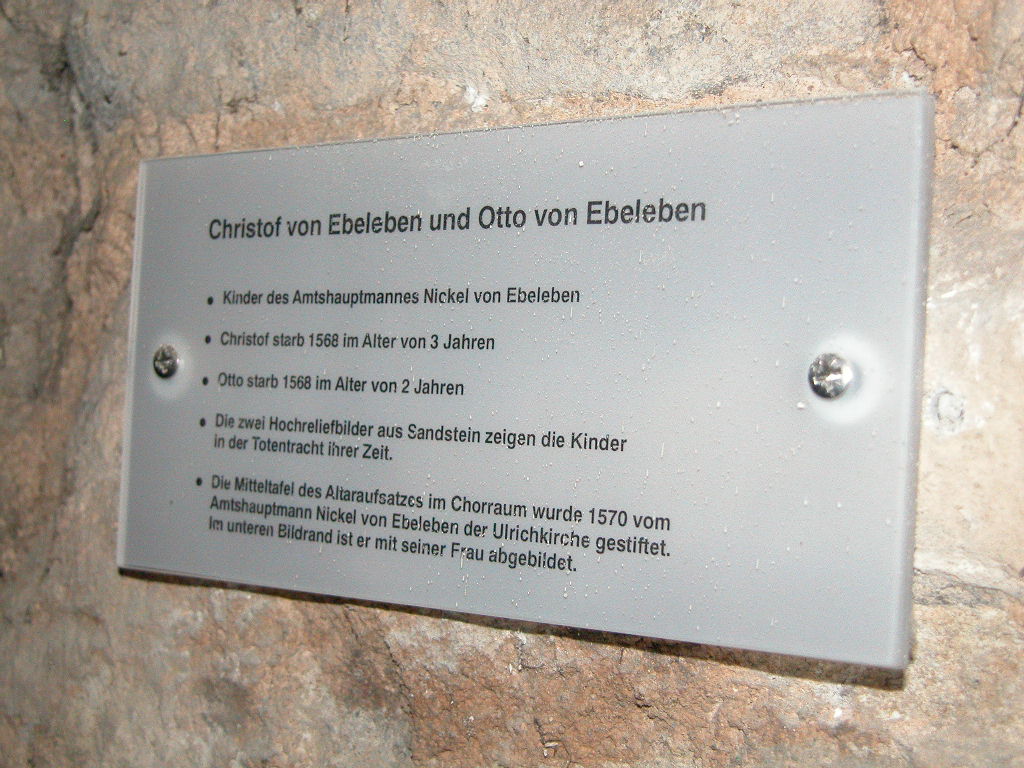 Christof von Ebeleben und Otto von Ebeleben
• Kinder des Amtshauptmannes Nickel von Ebeleben
• Christof starb 1568 im Alter von 3 Jahren
• Otto starb 1568 im Alter von 2 Jahren
• Die zwei Hochreliefbilder aus Sandstein zeigen die Kinder
in der Totentracht ihrer Zeit.
• Die Mitteltafel des Altaraufsatzes im Chorraum wurde 1570 vom
Amtshauptmann Nickel von Ebeleben der Ulrichkirche gestiftet.
Im unteren Bildrand ist er mit seiner Frau abgebildet.